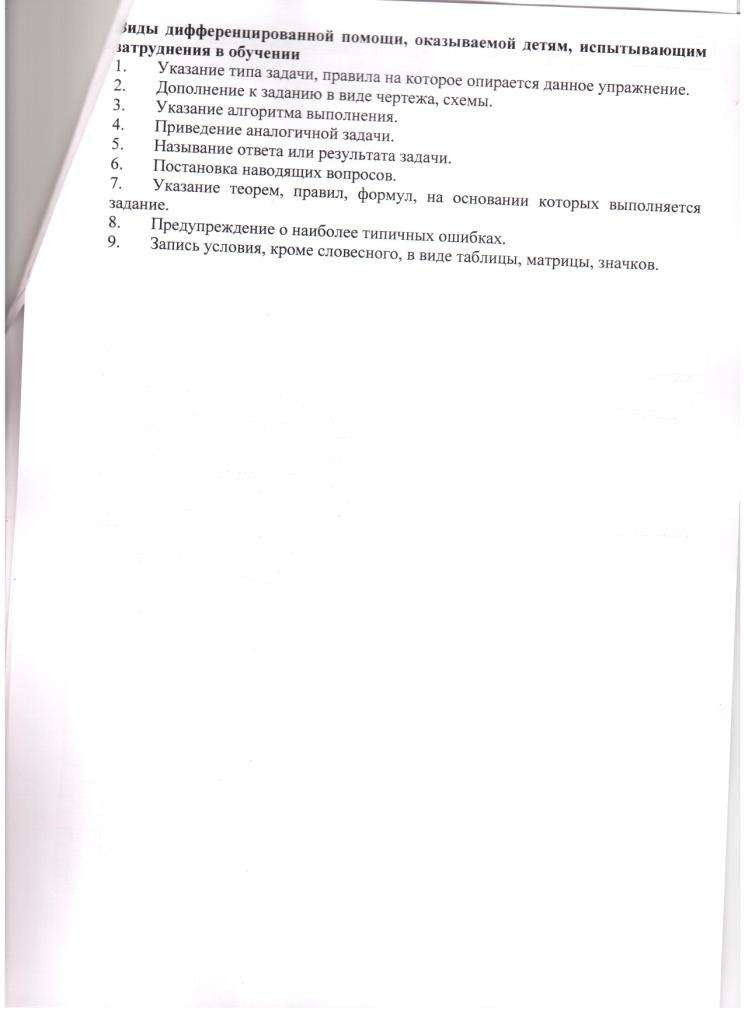 Виды дифференцированной помощи, оказываемой детям, испытывающим
затруднения в обучении
1. Указание типа задачи, правила на которое опирается данное упражнение.
2. Дополнение к заданию в виде чертежа, схемы.
3. Указание алгоритма выполнения.
4. Приведение аналогичной задачи.
5. Называние ответа или результата задачи.
6. Постановка наводящих вопросов.
7. Указание теорем, правил, формул, на основании которых выполняется
задание.
8. Предупреждение о наиболее типичных ошибках.
9. Запись условия, кроме словесного, в виде таблицы, матрицы, значков.